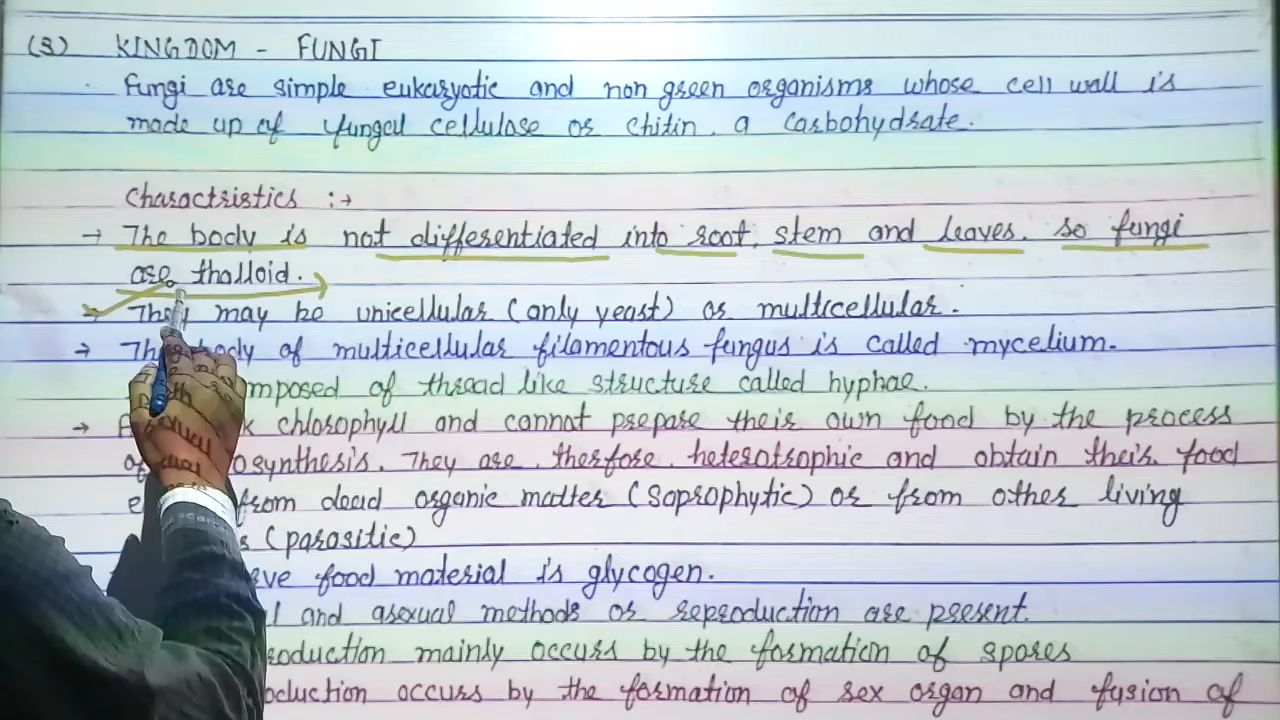 (3) KINGDOM - FUNGI
Fungi are simple eukaryotic and non green organisms whose cell wall is
made up of fungal cellulose or chitin, a carbohydrate.
Charactristics :→
→ The body is not differentiated into root, stem and leaves, so fungi
are thalloid.
→ They may be unicellular (only yeast) or multicellular.
→ The body of multicellular filamentous fungus is called mycelium.
mposed of thread like structure called hyphae.
→ chlorophyll and cannot prepare their own food by the process
of osynthesis. They are, therfore, heterotrophic and obtain their food
from dead organic matter (saprophytic) or from other living
(parasitic)
food material is glycogen.
and asexual methods or reproduction are present.
roduction mainly occurs by the formation of spores
oduction occurs by the formation of sex organ and fusion of